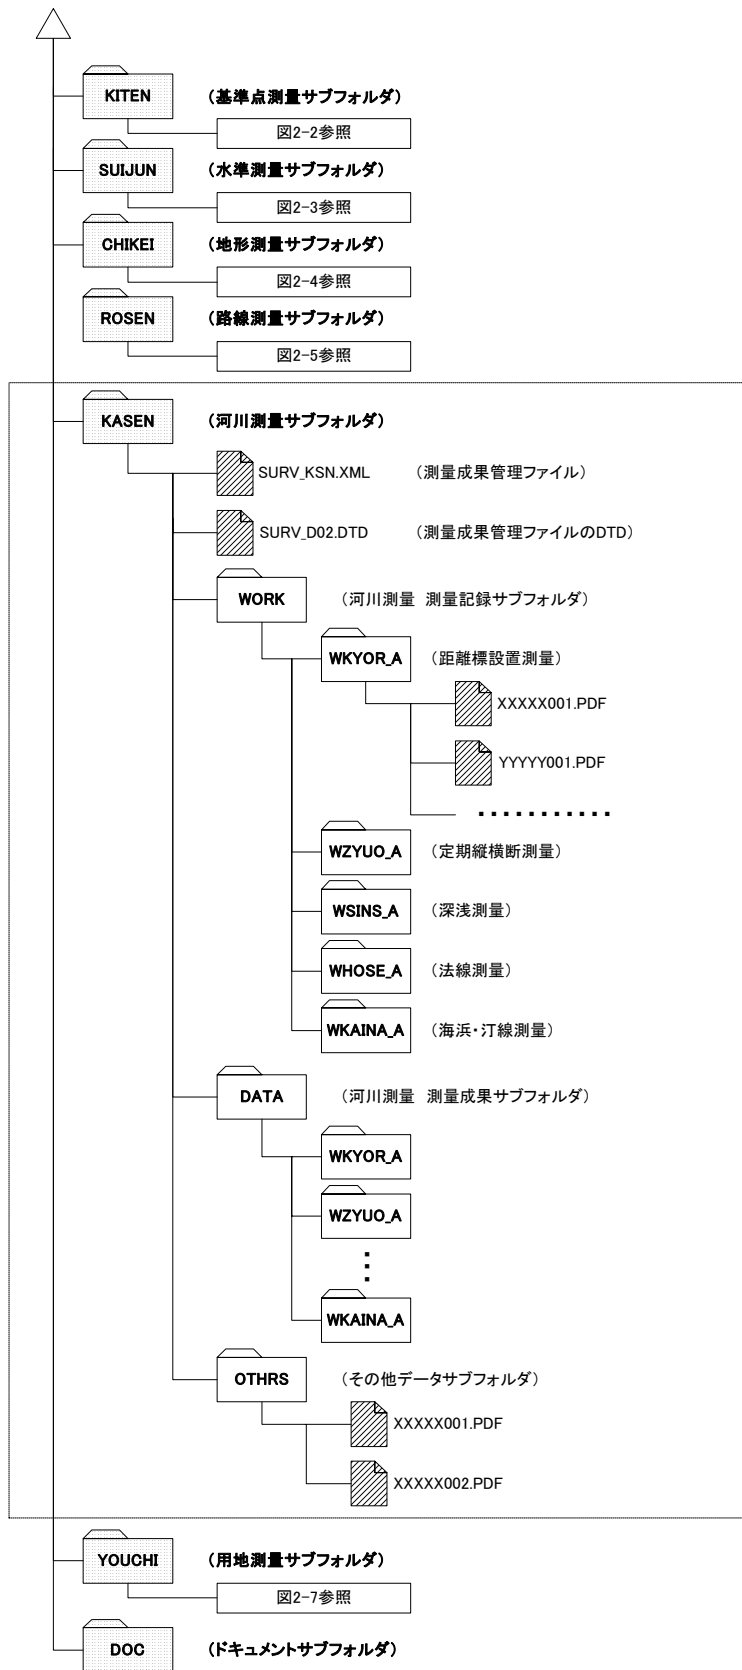 KITEN （基準点測量サブフォルダ）
図2-2参照
SUIJUN （水準測量サブフォルダ）
図2-3参照
CHIKEI （地形測量サブフォルダ）
図2-4参照
ROSEN （路線測量サブフォルダ）
図2-5参照
KASEN （河川測量サブフォルダ）
SURV_KSN.XML （測量成果管理ファイル）
SURV_D02.DTD （測量成果管理ファイルのDTD）
WORK （河川測量 測量記録サブフォルダ）
WKYOR_A （距離標設置測量）
XXXXX001.PDF
YYYYY001.PDF
・・・・・・・・・・・
WZYUO_A （定期縦横断測量）
WSINS_A （深浅測量）
WHOSE_A （法線測量）
WKAINA_A （海浜・汀線測量）
DATA （河川測量 測量成果サブフォルダ）
WKYOR_A
WZYUO_A
WKAINA_A
OTHRS （その他データサブフォルダ）
XXXXX001.PDF
XXXXX002.PDF
YOUCHI （用地測量サブフォルダ）
図2-7参照
DOC （ドキュメントサブフォルダ）